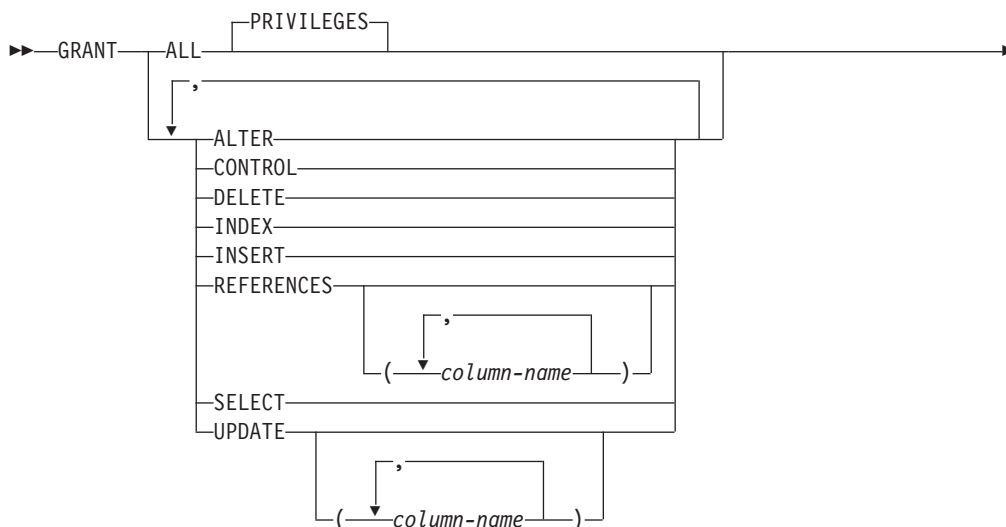 PRIVILEGES
GRANT ALL
,
ALTER
CONTROL
DELETE
INDEX
INSERT
REFERENCES
,
( column-name )
SELECT
UPDATE
,
( column-name )